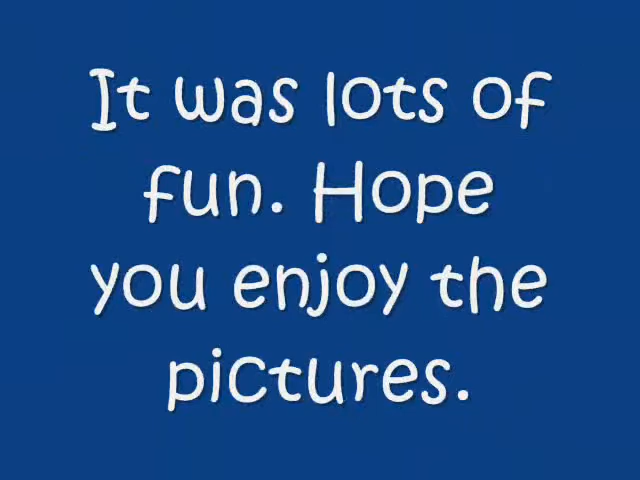 It was lots of
fun. Hope
you enjoy the
pictures.